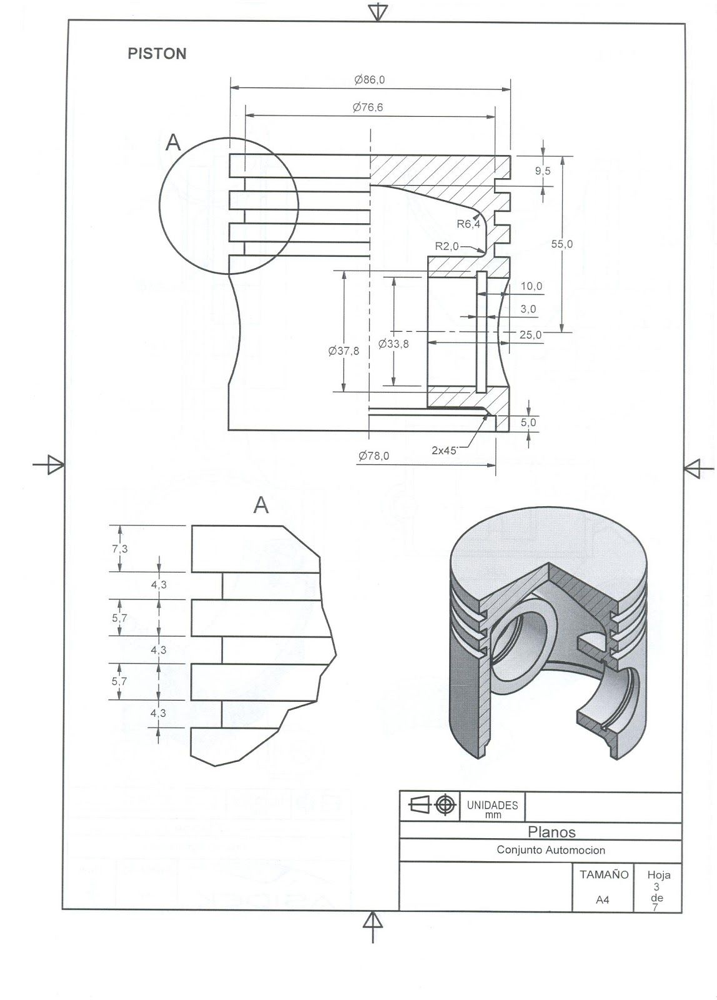 PISTON
Ø86,0
Ø76,6
A
9,5
R6,4
55,0
R2,0
10,0
3,0
25,0
Ø33,8
Ø37,8
5,0
2x45°
Ø78,0
A
7,3
4,3
5,7
4,3
5,7
4,3
UNIDADES
mm
Planos
Conjunto Automocion
TAMAÑO
A4
Hoja
3
de
7